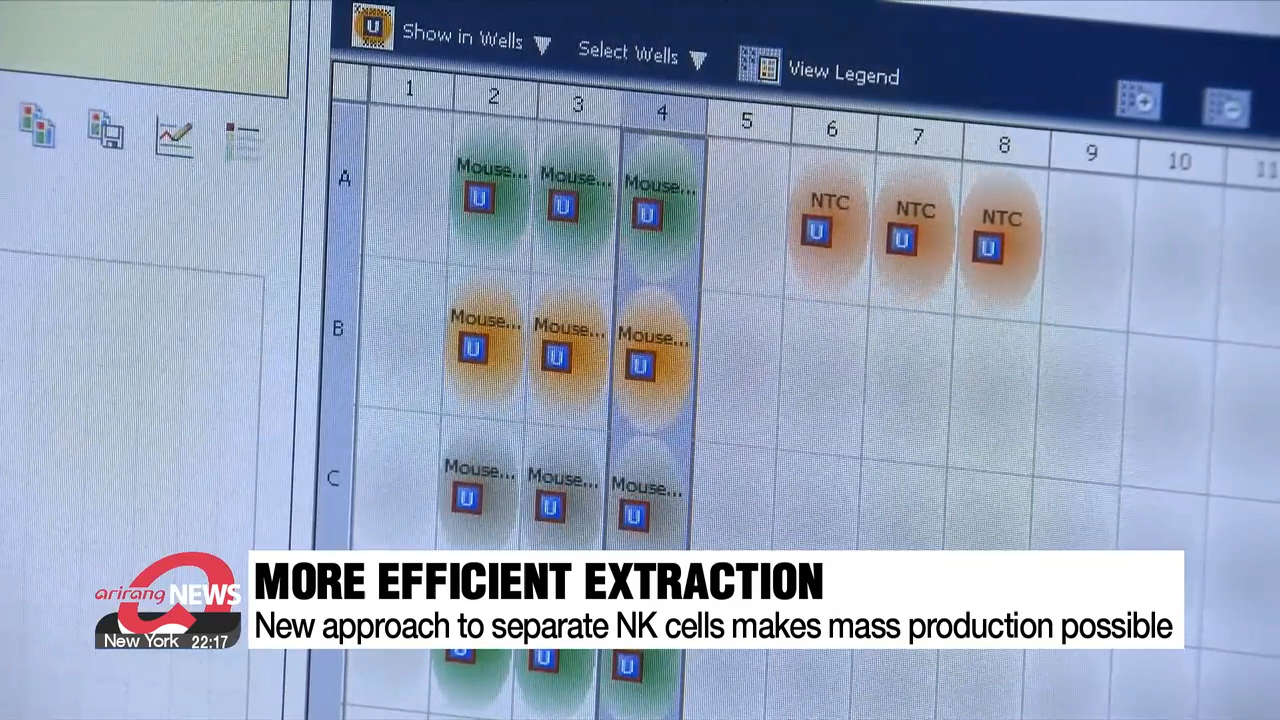 U Show in Wells Select Wells View Legend
1 2 3 4 5 6 7 8 9 10 11
A Mouse... Mouse... Mouse... NTC NTC NTC
U U U U U U
B Mouse... Mouse... Mouse...
U U U
C Mouse... Mouse... Mouse...
U U U
arirang NEWS
New York 22:17
MORE EFFICIENT EXTRACTION
New approach to separate NK cells makes mass production possible
U U U